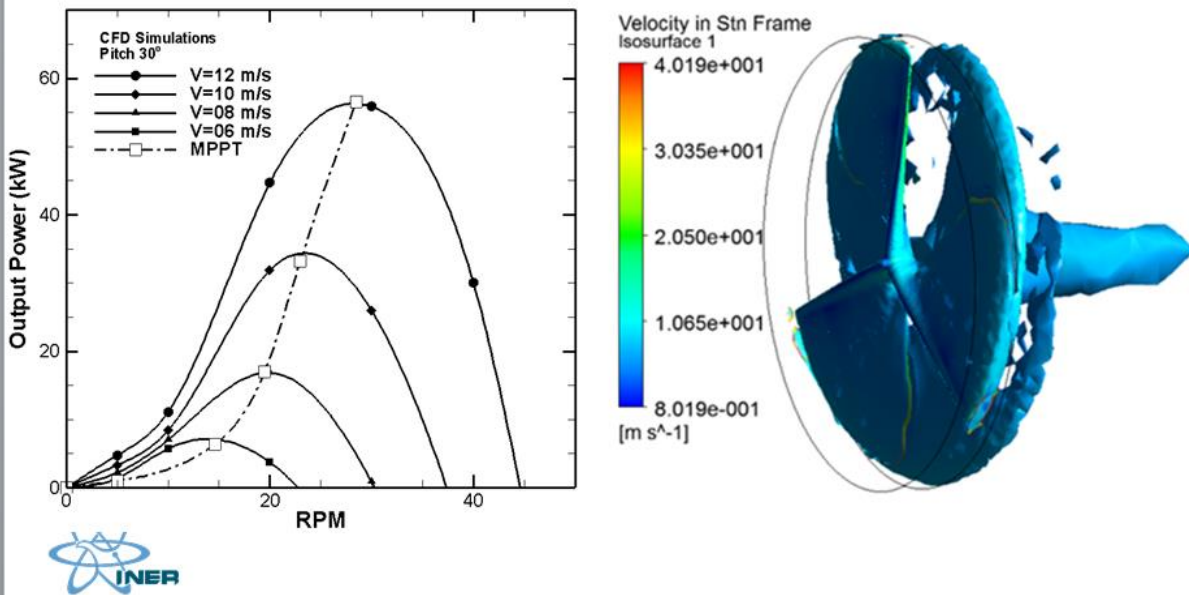 CFD Simulations
Pitch 30°
V=12 m/s
V=10 m/s
V=08 m/s
V=06 m/s
MPPT
60
40
20
0
Output Power (kW)
0
20
40
RPM
INER
Velocity in Stn Frame
Isosurface 1
4.019e+001
3.035e+001
2.050e+001
1.065e+001
8.019e-001
[m s^-1]